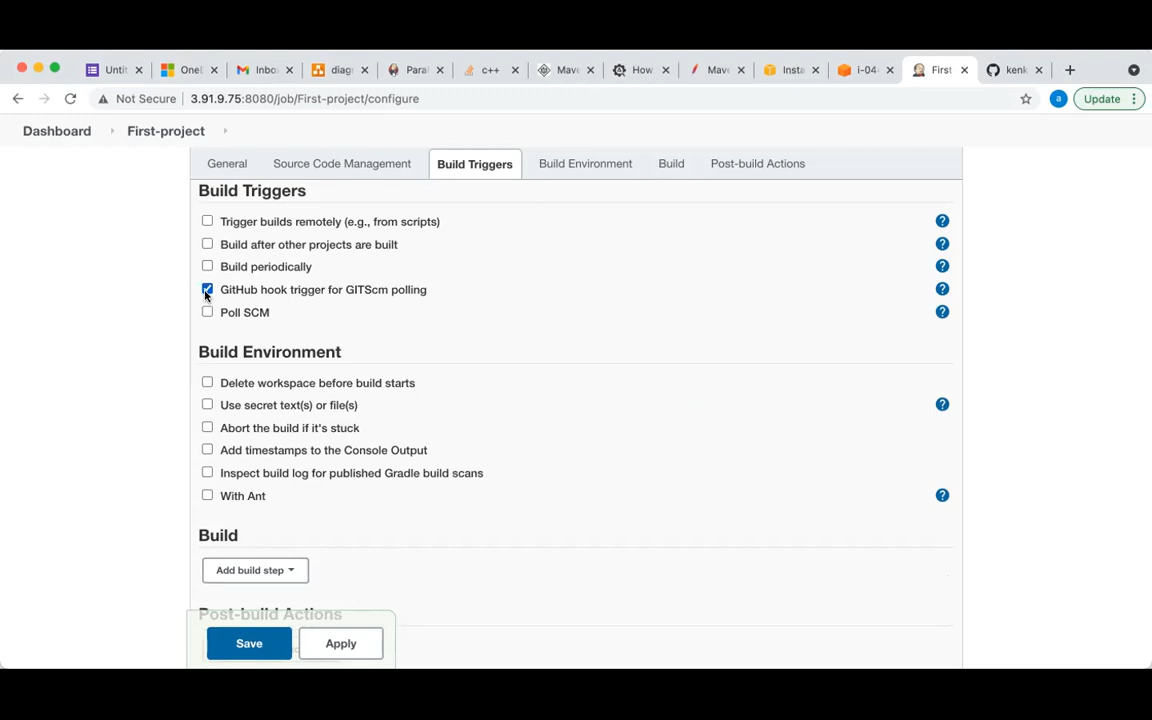 Untit
Onel
Inbo
diagr
Paral
c++
Mave
How
Mave
Insta
i-04
First
kenk
Not Secure
3.91.9.75:8080/job/First-project/configure
a
Update
Dashboard
First-project
General
Source Code Management
Build Triggers
Build Environment
Build
Post-build Actions
Build Triggers
Trigger builds remotely (e.g., from scripts)
?
Build after other projects are built
?
Build periodically
?
GitHub hook trigger for GITScm polling
?
Poll SCM
?
Build Environment
Delete workspace before build starts
Use secret text(s) or file(s)
?
Abort the build if it's stuck
Add timestamps to the Console Output
Inspect build log for published Gradle build scans
With Ant
?
Build
Add build step
Post-build Actions
Save
Apply